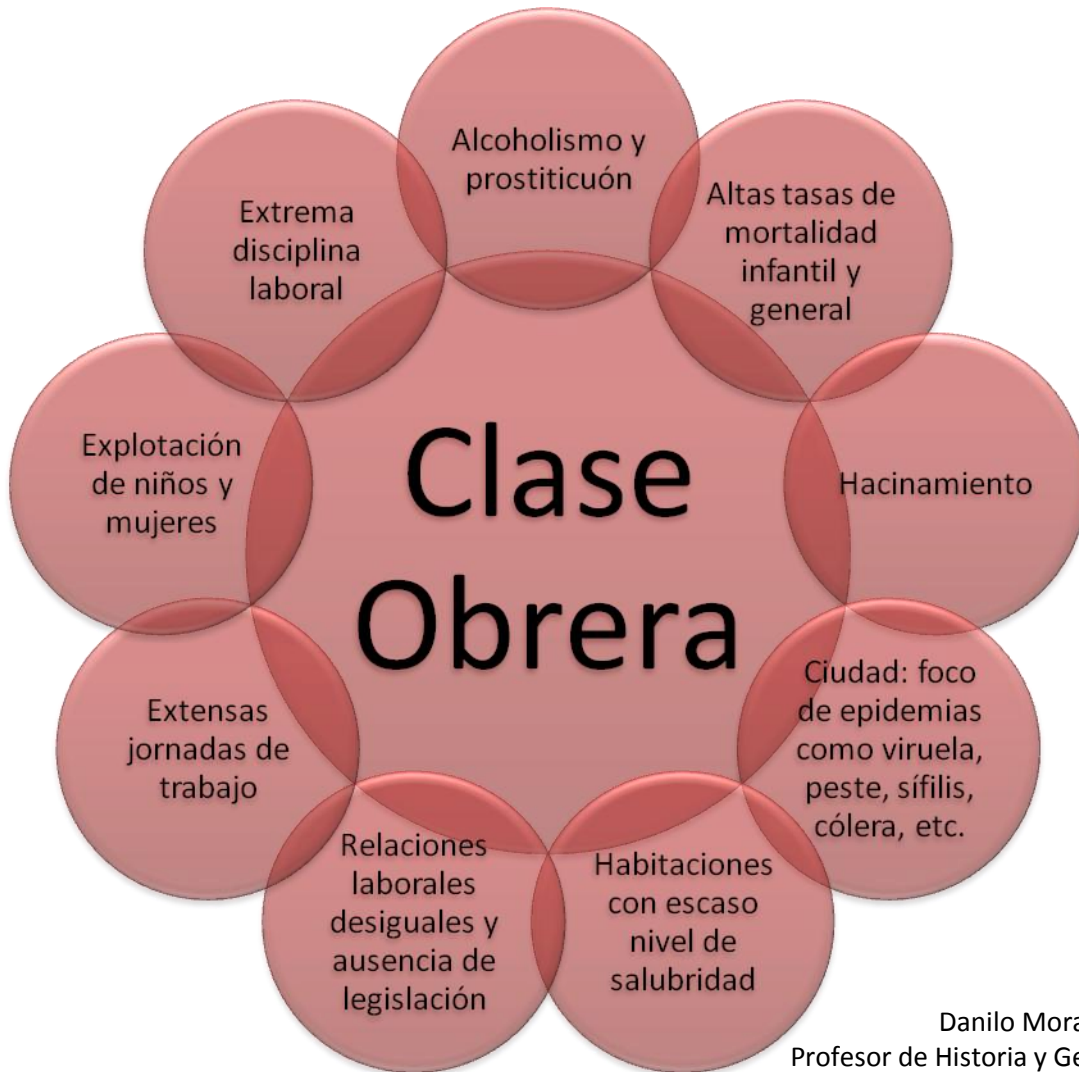 Clase
Obrera
Alcoholismo y
prostiticuón
Altas tasas de
mortalidad
infantil y
general
Hacinamiento
Ciudad: foco
de epidemias
como viruela,
peste, sífilis,
cólera, etc.
Habitaciones
con escaso
nivel de
salubridad
Relaciones
laborales
desiguales y
ausencia de
legislación
Extensas
jornadas de
trabajo
Explotación
de niños y
mujeres
Extrema
disciplina
laboral
Danilo
Profesor de Historia y